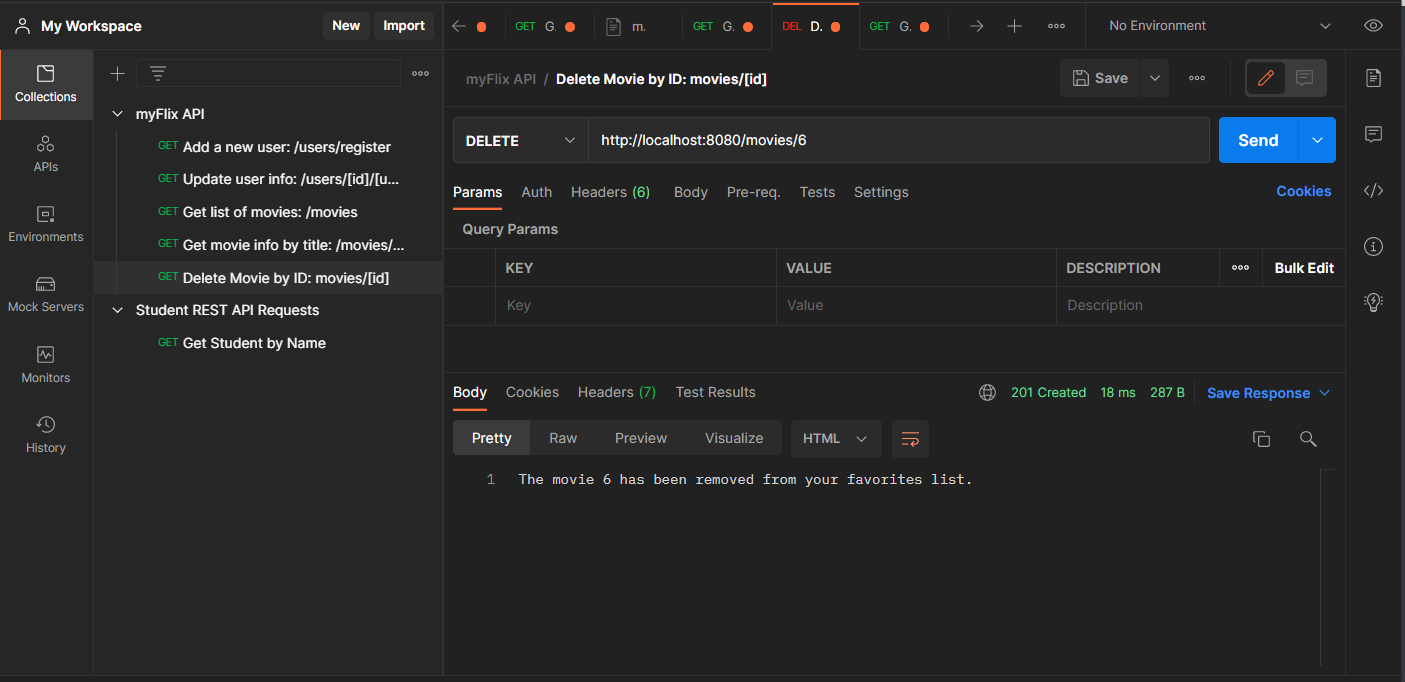 My Workspace
New
Import
GET G.
m.
GET G.
DEL D.
GET G.
No Environment
Collections
APIs
Environments
Mock Servers
Monitors
History
myFlix API
GET Add a new user: /users/register
GET Update user info: /users/[id]/[u...
GET Get list of movies: /movies
GET Get movie info by title: /movies/...
GET Delete Movie by ID: movies/[id]
Student REST API Requests
GET Get Student by Name
myFlix API / Delete Movie by ID: movies/[id]
Save
DELETE
http://localhost:8080/movies/6
Send
Params Auth Headers (6) Body Pre-req. Tests Settings
Cookies
Query Params
KEY VALUE DESCRIPTION
Bulk Edit
Key Value Description
Body Cookies Headers (7) Test Results
201 Created 18 ms 287 B
Save Response
Pretty Raw Preview Visualize
HTML
1 The movie 6 has been removed from your favorites list.